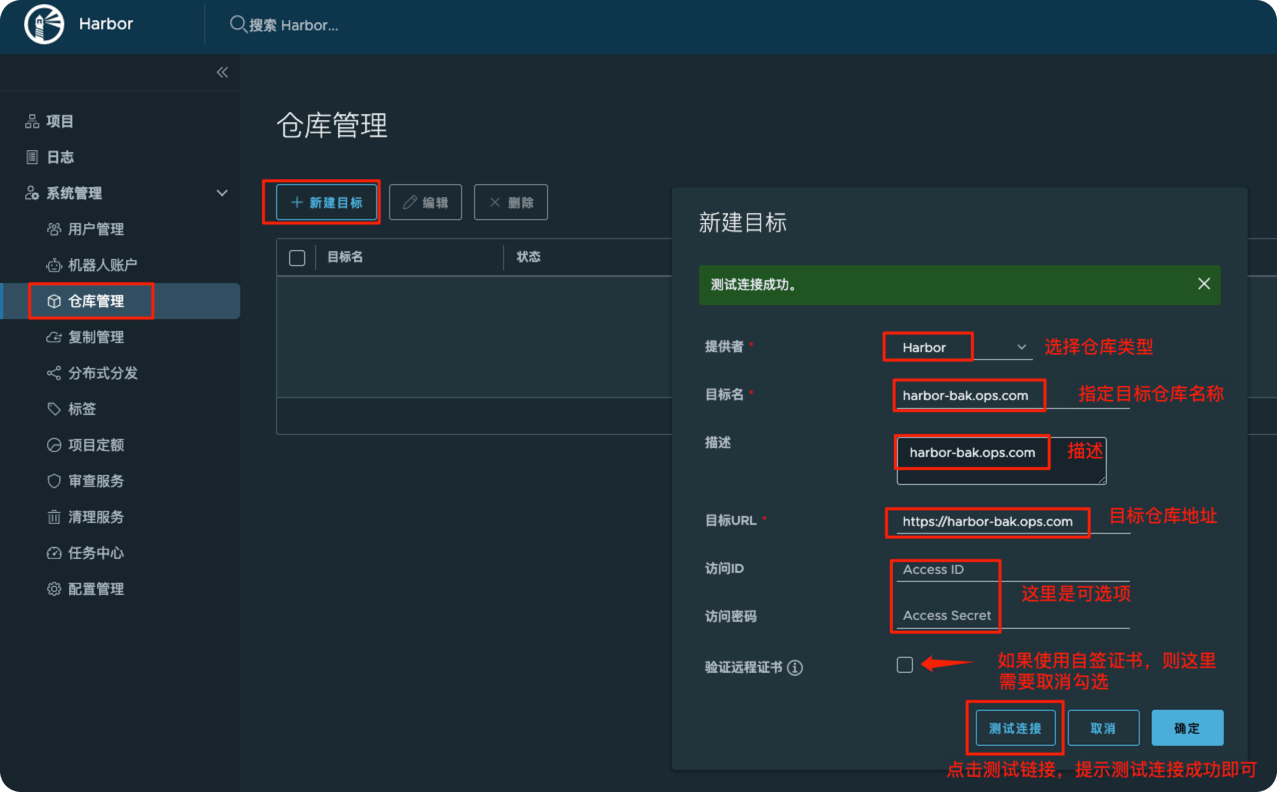 Harbor
搜索 Harbor...
项目
日志
系统管理
用户管理
机器人账户
仓库管理
复制管理
分布式分发
标签
项目定额
审查服务
清理服务
任务中心
配置管理
仓库管理
新建目标
编辑
删除
目标名
状态
新建目标
测试连接成功。
提供者 *
Harbor
选择仓库类型
目标名 *
harbor-bak.ops.com
指定目标仓库名称
描述
harbor-bak.ops.com
描述
目标URL *
https://harbor-bak.ops.com
目标仓库地址
访问ID
Access ID
访问密码
Access Secret
这里是可选项
验证远程证书
如果使用自签证书，则这里
需要取消勾选
测试连接
取消
确定
点击测试链接，提示测试连接成功即可